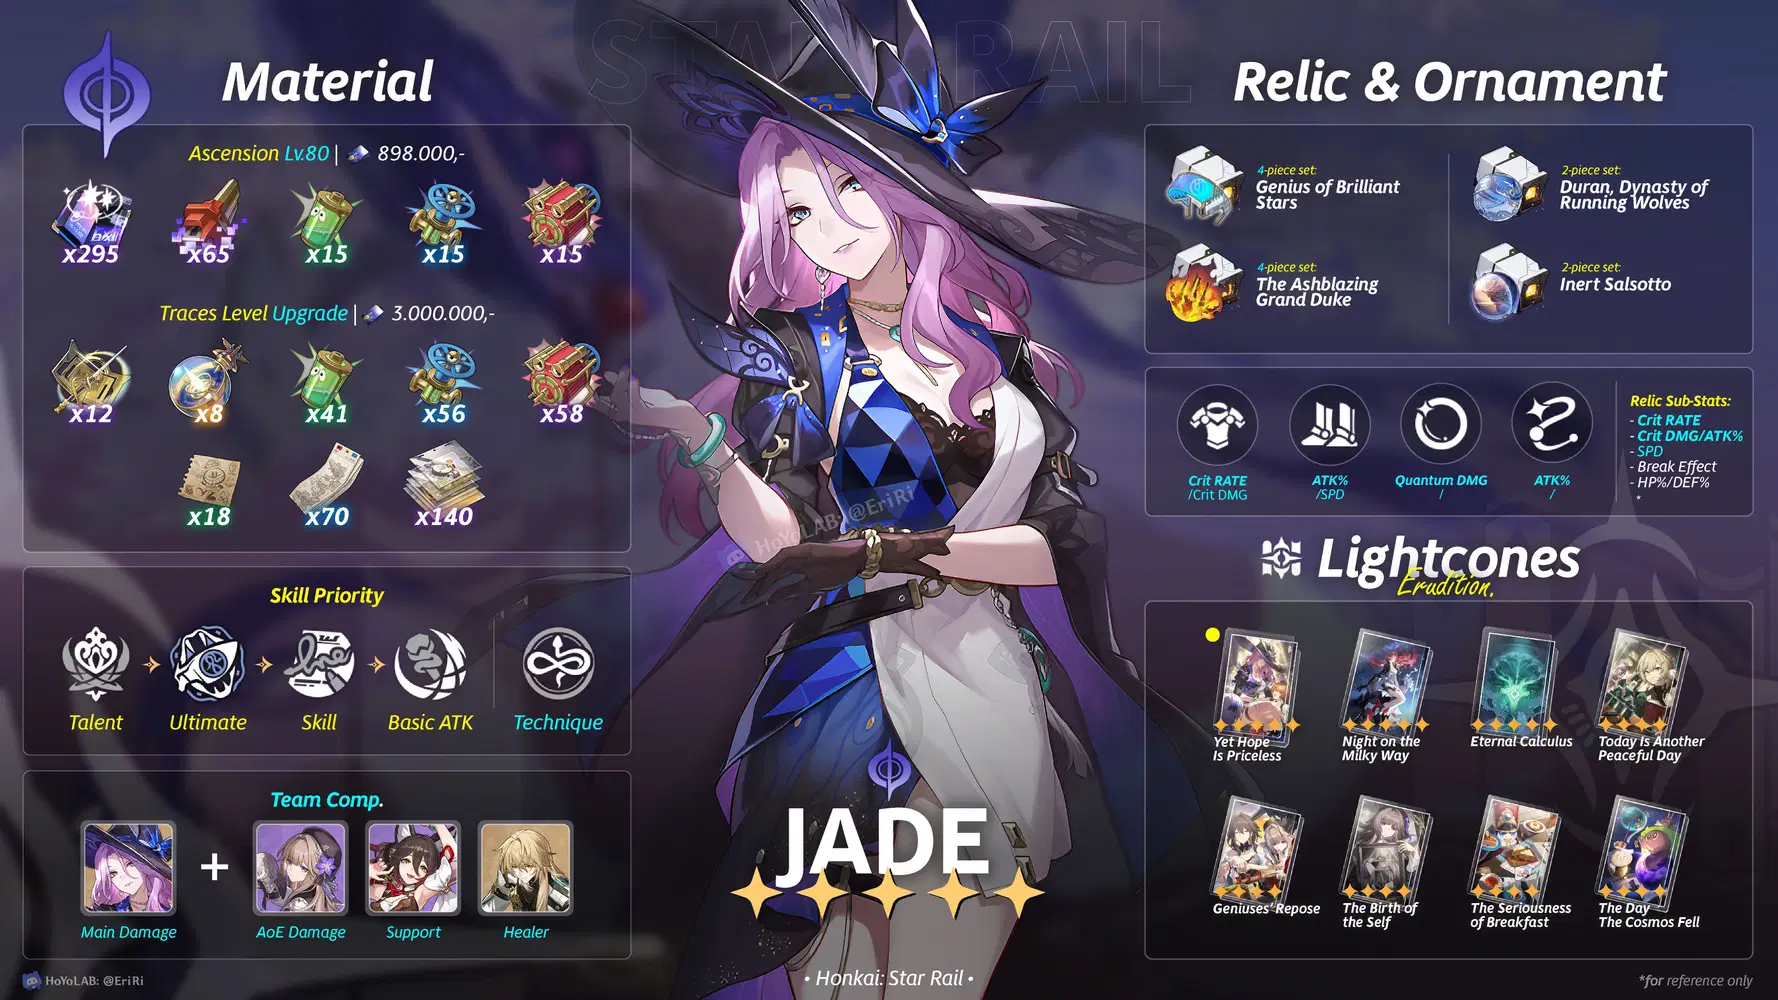 STAR RAIL
Material
Ascension Lv.80 | 898.000,-
x295
x65
x15
x15
x15
Traces Level Upgrade | 3.000.000,-
x12
x8
x41
x56
x58
x18
x70
x140
Skill Priority
Talent
Ultimate
Skill
Basic ATK
Technique
Team Comp.
+
Main Damage
AoE Damage
Support
Healer
HoYoLAB: @EriRi
HoYoLAB: @EriRi
JADE
• Honkai: Star Rail •
Relic & Ornament
4-piece set:
Genius of Brilliant
Stars
2-piece set:
Duran, Dynasty of
Running Wolves
4-piece set:
The Ashblazing
Grand Duke
2-piece set:
Inert Salsotto
Crit RATE
/Crit DMG
ATK%
/SPD
Quantum DMG
/
ATK%
/
Relic Sub-Stats:
- Crit RATE
- Crit DMG/ATK%
- SPD
- Break Effect
- HP%/DEF%
*
Lightcones
Erudition.
Yet Hope
Is Priceless
Night on the
Milky Way
Eternal Calculus
Today Is Another
Peaceful Day
Geniuses' Repose
The Birth of
the Self
The Seriousness
of Breakfast
The Day
The Cosmos Fell
*for reference only